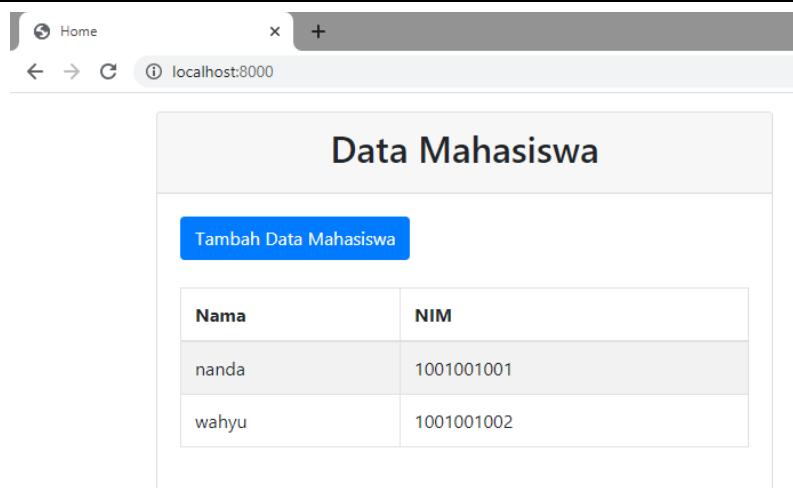 Home
localhost:8000
Data Mahasiswa
Tambah Data Mahasiswa
Nama NIM
nanda 1001001001
wahyu 1001001002